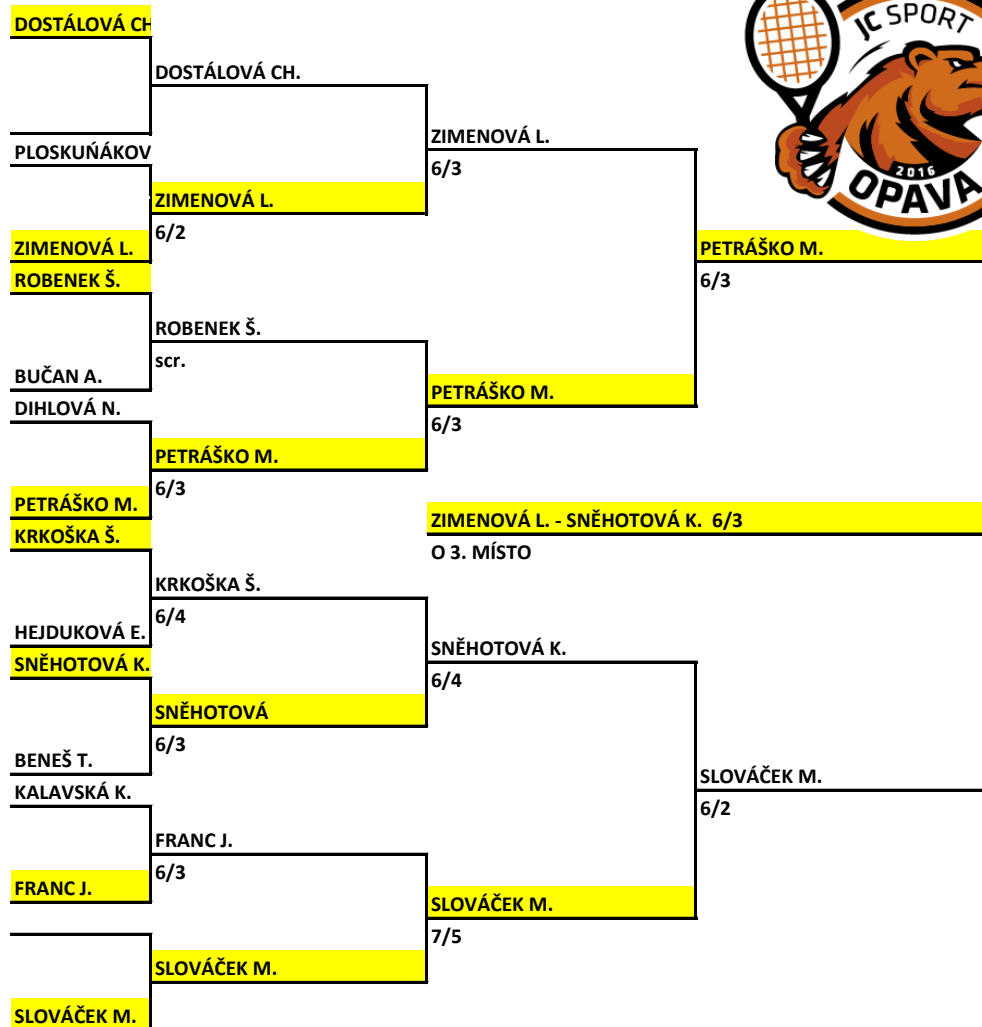 DOSTÁLOVÁ CH
DOSTÁLOVÁ CH.
PLOSKUŃÁKOV
ZIMENOVÁ L.
6/3
ZIMENOVÁ L.
6/2
ZIMENOVÁ L.
ROBENEK Š.
PETRÁŠKO M.
6/3
ROBENEK Š.
scr.
BUČAN A.
DIHLOVÁ N.
PETRÁŠKO M.
6/3
PETRÁŠKO M.
6/3
PETRÁŠKO M.
KRKOŠKA Š.
ZIMENOVÁ L. - SNĚHOTOVÁ K. 6/3
O 3. MÍSTO
KRKOŠKA Š.
6/4
HEJDUKOVÁ E.
SNĚHOTOVÁ K.
SNĚHOTOVÁ K.
6/4
SNĚHOTOVÁ
6/3
BENEŠ T.
KALAVSKÁ K.
SLOVÁČEK M.
6/2
FRANC J.
6/3
FRANC J.
SLOVÁČEK M.
7/5
SLOVÁČEK M.
SLOVÁČEK M.
JC SPORT
2016
OPAVA